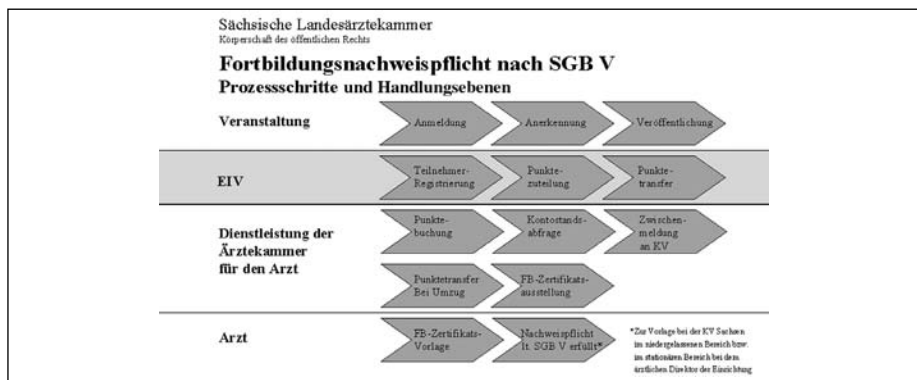 Sächsische Landesärztekammer
Körperschaft des öffentlichen Rechts
Fortbildungsnachweispflicht nach SGB V
Prozessschritte und Handlungsebenen
Veranstaltung
Anmeldung
Anerkennung
Veröffentlichung
EIV
Teilnehmer-
Registrierung
Punkte-
zuteilung
Punkte-
transfer
Dienstleistung der
Ärztekammer
für den Arzt
Punkte-
buchung
Kontostands-
abfrage
Zwischen-
meldung
an KV
Punktetransfer
Bei Umzug
FB-Zertifikats-
ausstellung
Arzt
FB-Zertifikats-
Vorlage
Nachweispflicht
lt. SGB V erfüllt*
*Zur Vorlage bei der KV Sachsen
im niedergelassenen Bereich bzw.
im stationären Bereich bei dem
ärztlichen Direktor der Einrichtung